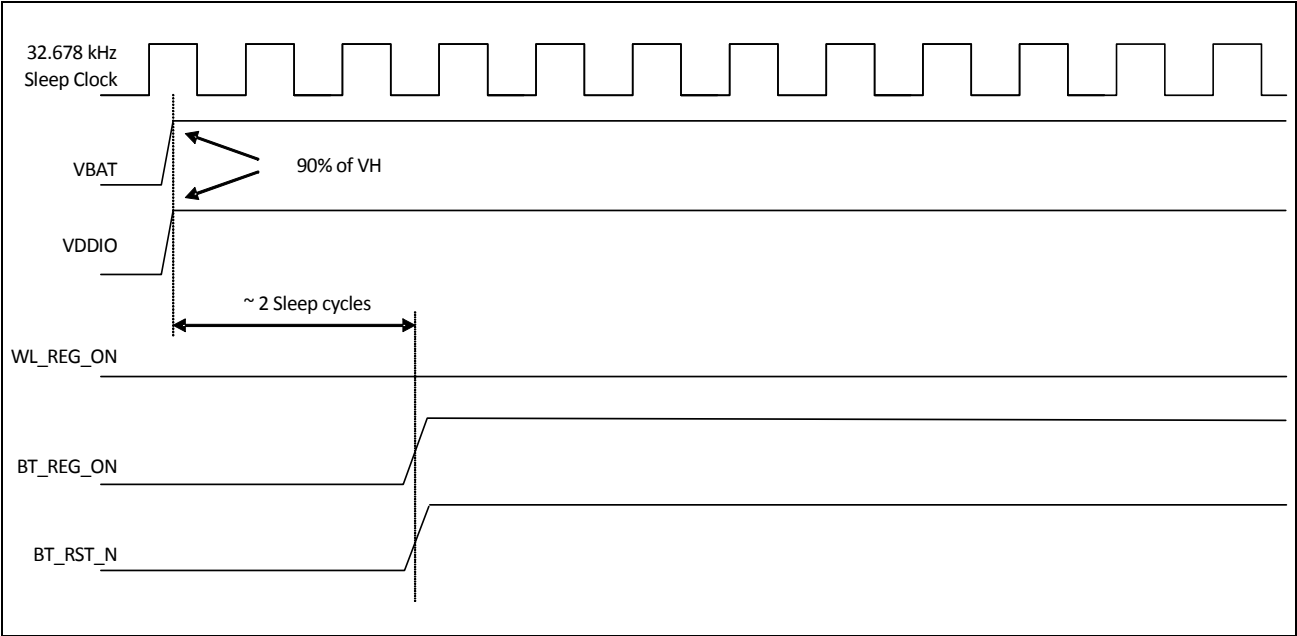 32.678 kHz
Sleep Clock
VBAT
90% of VH
VDDIO
~ 2 Sleep cycles
WL_REG_ON
BT_REG_ON
BT_RST_N